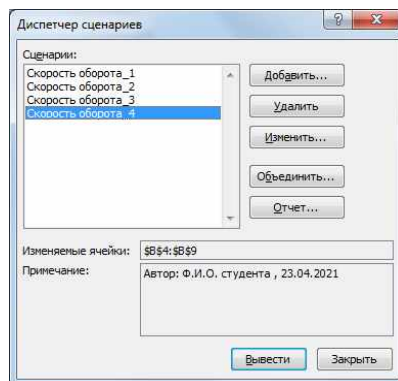 Диспетчер сценариев
Сценарии:
Скорость оборота_1
Скорость оборота_2
Скорость оборота_3
Скорость оборота_4
Добавить...
Удалить
Изменить...
Объединить...
Отчет...
Изменяемые ячейки: $B$4:$B$9
Примечание: Автор: Ф.И.О. студента , 23.04.2021
Вывести Закрыть